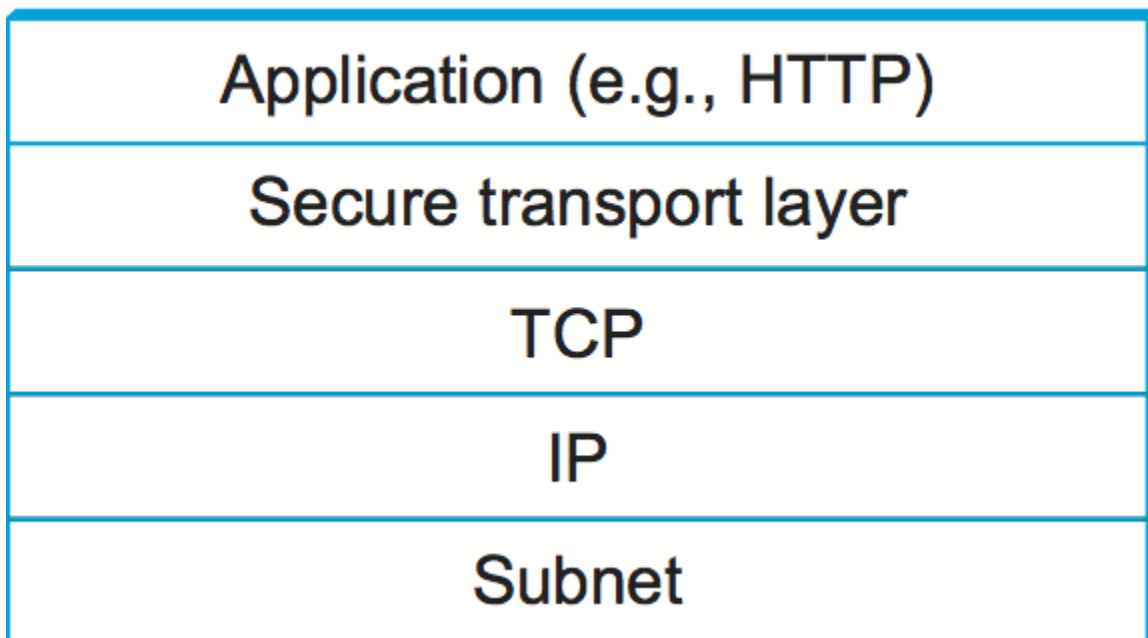 Application (e.g., HTTP)
Secure transport layer
TCP
IP
Subnet